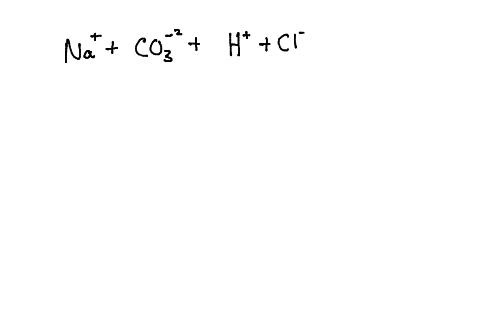 Na⁺ + CO₃⁻² + H⁺ + Cl⁻